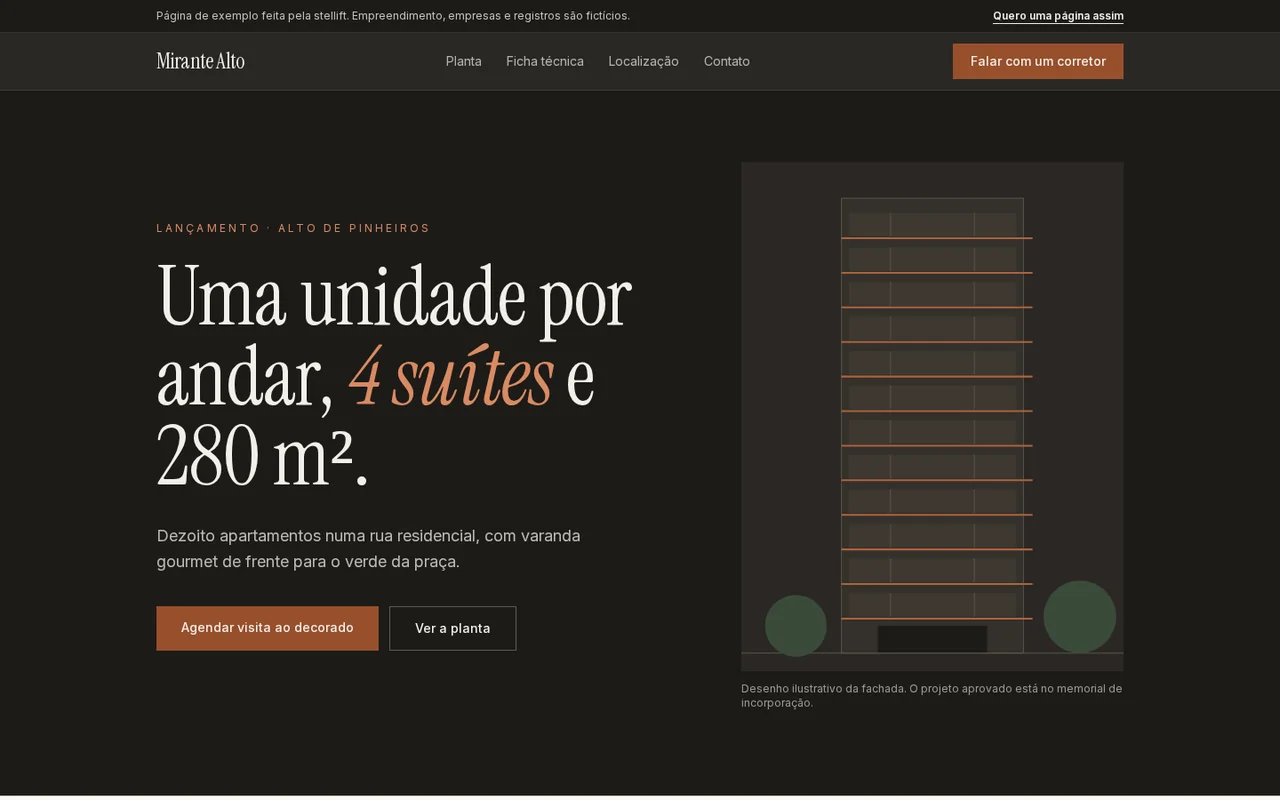 Página de exemplo feita pela stellift. Empreendimento, empresas e registros são fictícios.
Quero uma página assim
Mirante Alto
Planta
Ficha técnica
Localização
Contato
Falar com um corretor
LANÇAMENTO · ALTO DE PINHEIROS
Uma unidade por
andar, 4 suítes e
280 m².
Dezoito apartamentos numa rua residencial, com varanda
gourmet de frente para o verde da praça.
Agendar visita ao decorado
Ver a planta
Desenho ilustrativo da fachada. O projeto aprovado está no memorial de
incorporação.